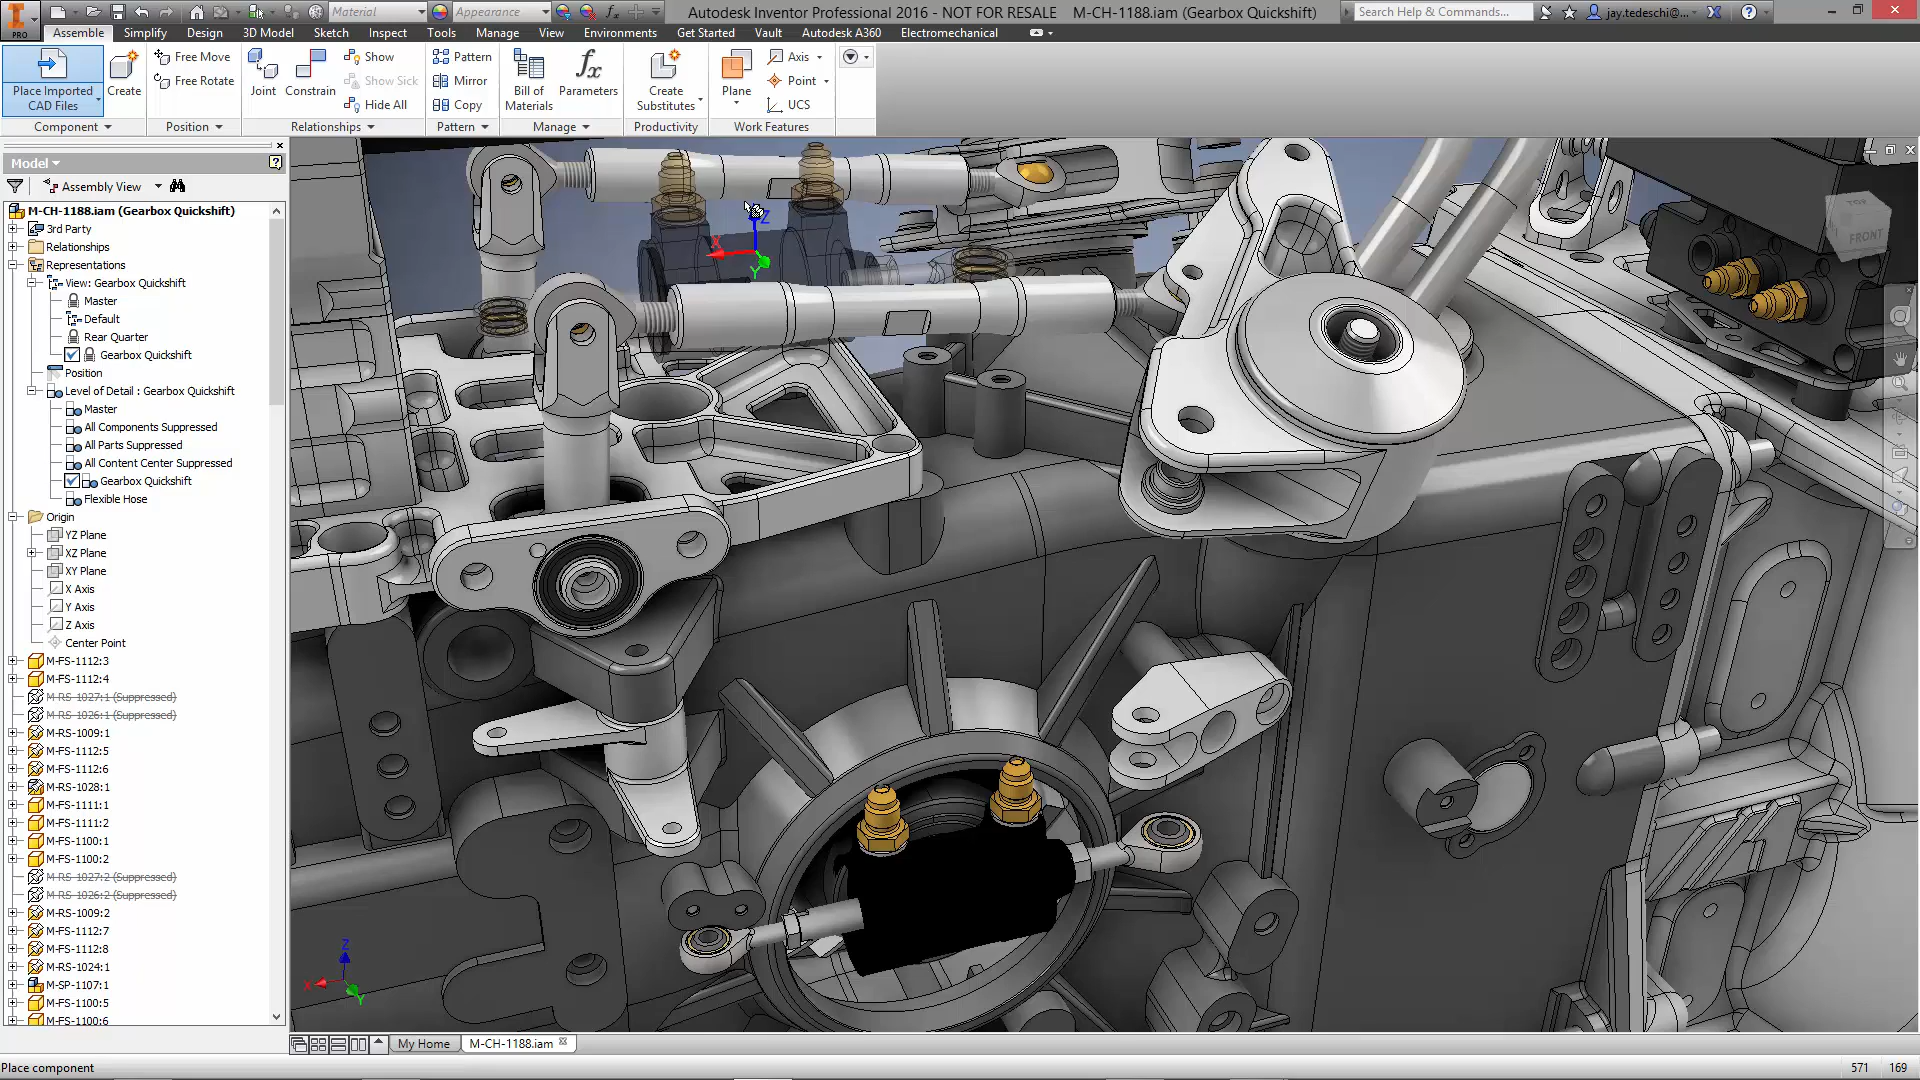 Material
Appearance
Autodesk Inventor Professional 2016 - NOT FOR RESALE M-CH-1188.iam (Gearbox Quickshift)
Search Help & Commands...
jay.tedeschi@...
PRO
Assemble Simplify Design 3D Model Sketch Inspect Tools Manage View Environments Get Started Vault Autodesk A360 Electromechanical
Place Imported CAD Files
Create
Free Move
Free Rotate
Joint
Constrain
Show
Show Sick
Hide All
Pattern
Mirror
Copy
Bill of Materials
fx
Parameters
Create Substitutes
Plane
Axis
Point
UCS
Component Position Relationships Pattern Manage Productivity Work Features
Model
Assembly View
M-CH-1188.iam (Gearbox Quickshift)
3rd Party
Relationships
Representations
View: Gearbox Quickshift
Master
Default
Rear Quarter
Gearbox Quickshift
Position
Level of Detail : Gearbox Quickshift
Master
All Components Suppressed
All Parts Suppressed
All Content Center Suppressed
Gearbox Quickshift
Flexible Hose
Origin
YZ Plane
XZ Plane
XY Plane
X Axis
Y Axis
Z Axis
Center Point
M-FS-1112:3
M-FS-1112:4
M-RS-1027:1 (Suppressed)
M-RS-1026:1 (Suppressed)
M-RS-1009:1
M-FS-1112:5
M-FS-1112:6
M-RS-1028:1
M-FS-1111:1
M-FS-1111:2
M-FS-1100:1
M-FS-1100:2
M-RS-1027:2 (Suppressed)
M-RS-1026:2 (Suppressed)
M-RS-1009:2
M-FS-1112:7
M-FS-1112:8
M-RS-1024:1
M-SP-1107:1
M-FS-1100:5
M-FS-1100:6
X
Y
Z
TOP
FRONT
Z
X
Y
My Home
M-CH-1188.iam
Place component
571 169